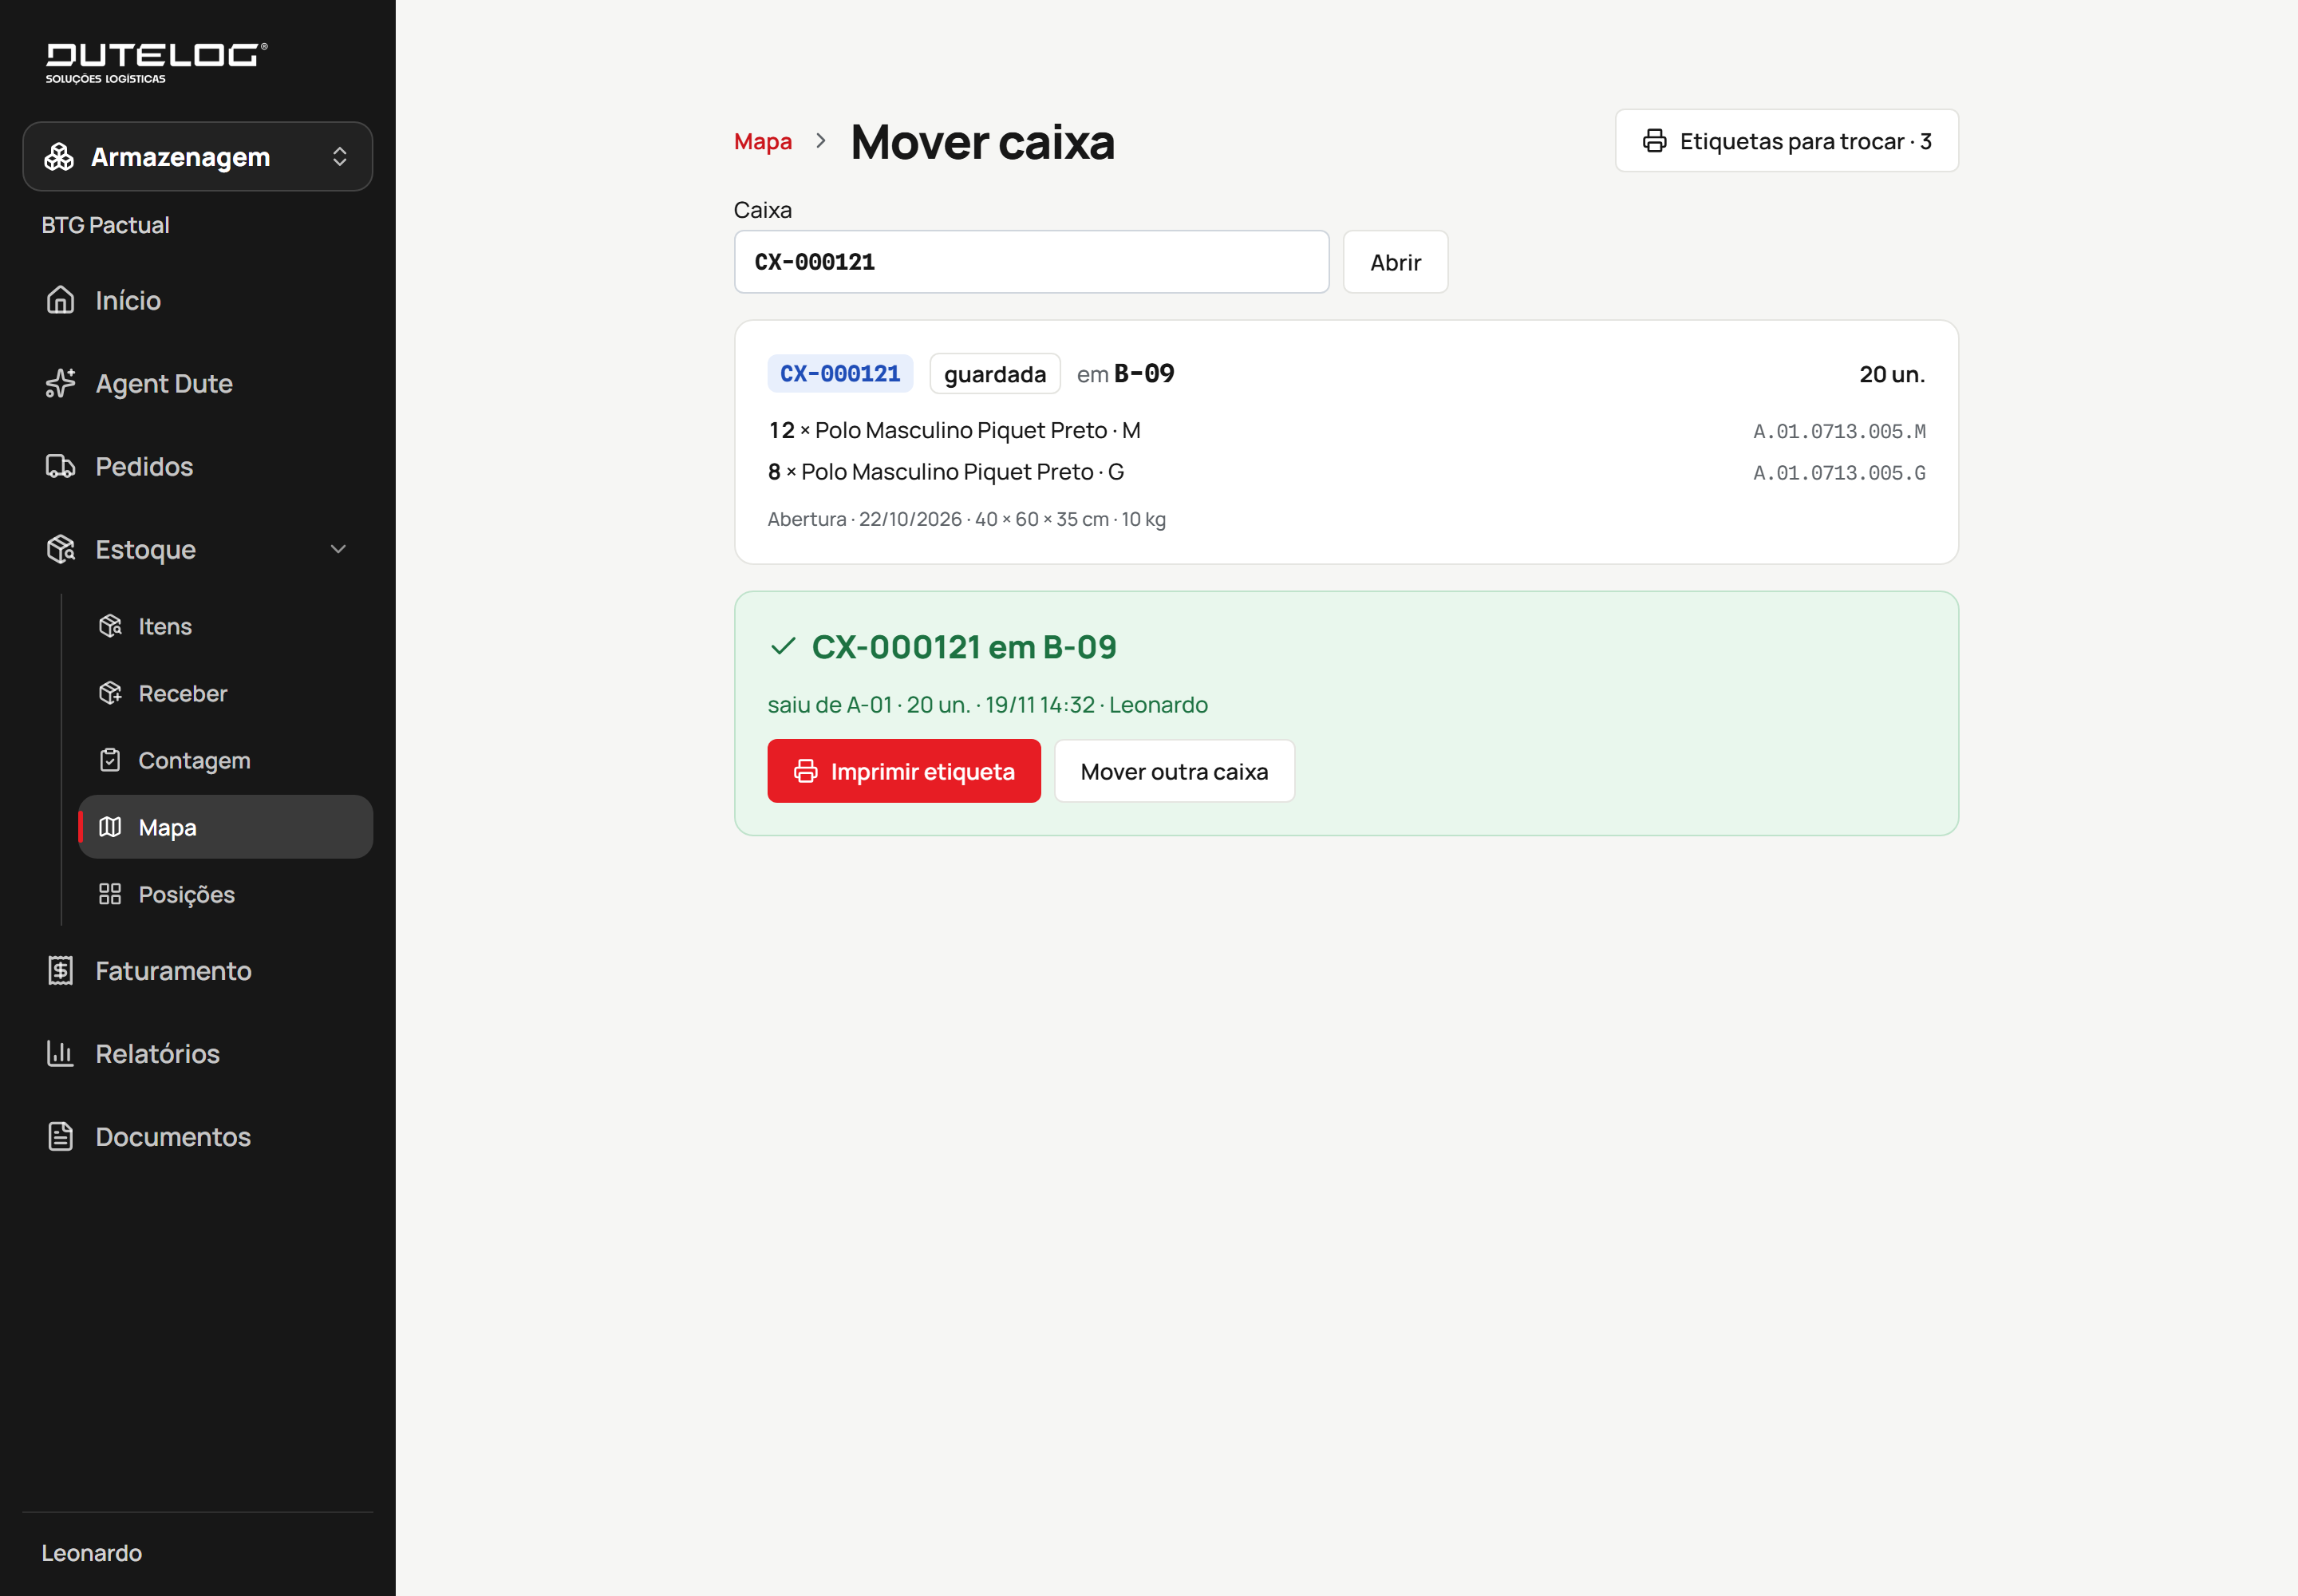 DUTELOG®
SOLUÇÕES LOGÍSTICAS
Armazenagem
BTG Pactual
Início
Agent Dute
Pedidos
Estoque
Itens
Receber
Contagem
Mapa
Posições
Faturamento
Relatórios
Documentos
Leonardo
Mapa > Mover caixa
Etiquetas para trocar · 3
Caixa
CX-000121
Abrir
CX-000121 guardada em B-09 20 un.
12 × Polo Masculino Piquet Preto · M A.01.0713.005.M
8 × Polo Masculino Piquet Preto · G A.01.0713.005.G
Abertura · 22/10/2026 · 40 × 60 × 35 cm · 10 kg
CX-000121 em B-09
saiu de A-01 · 20 un. · 19/11 14:32 · Leonardo
Imprimir etiqueta
Mover outra caixa